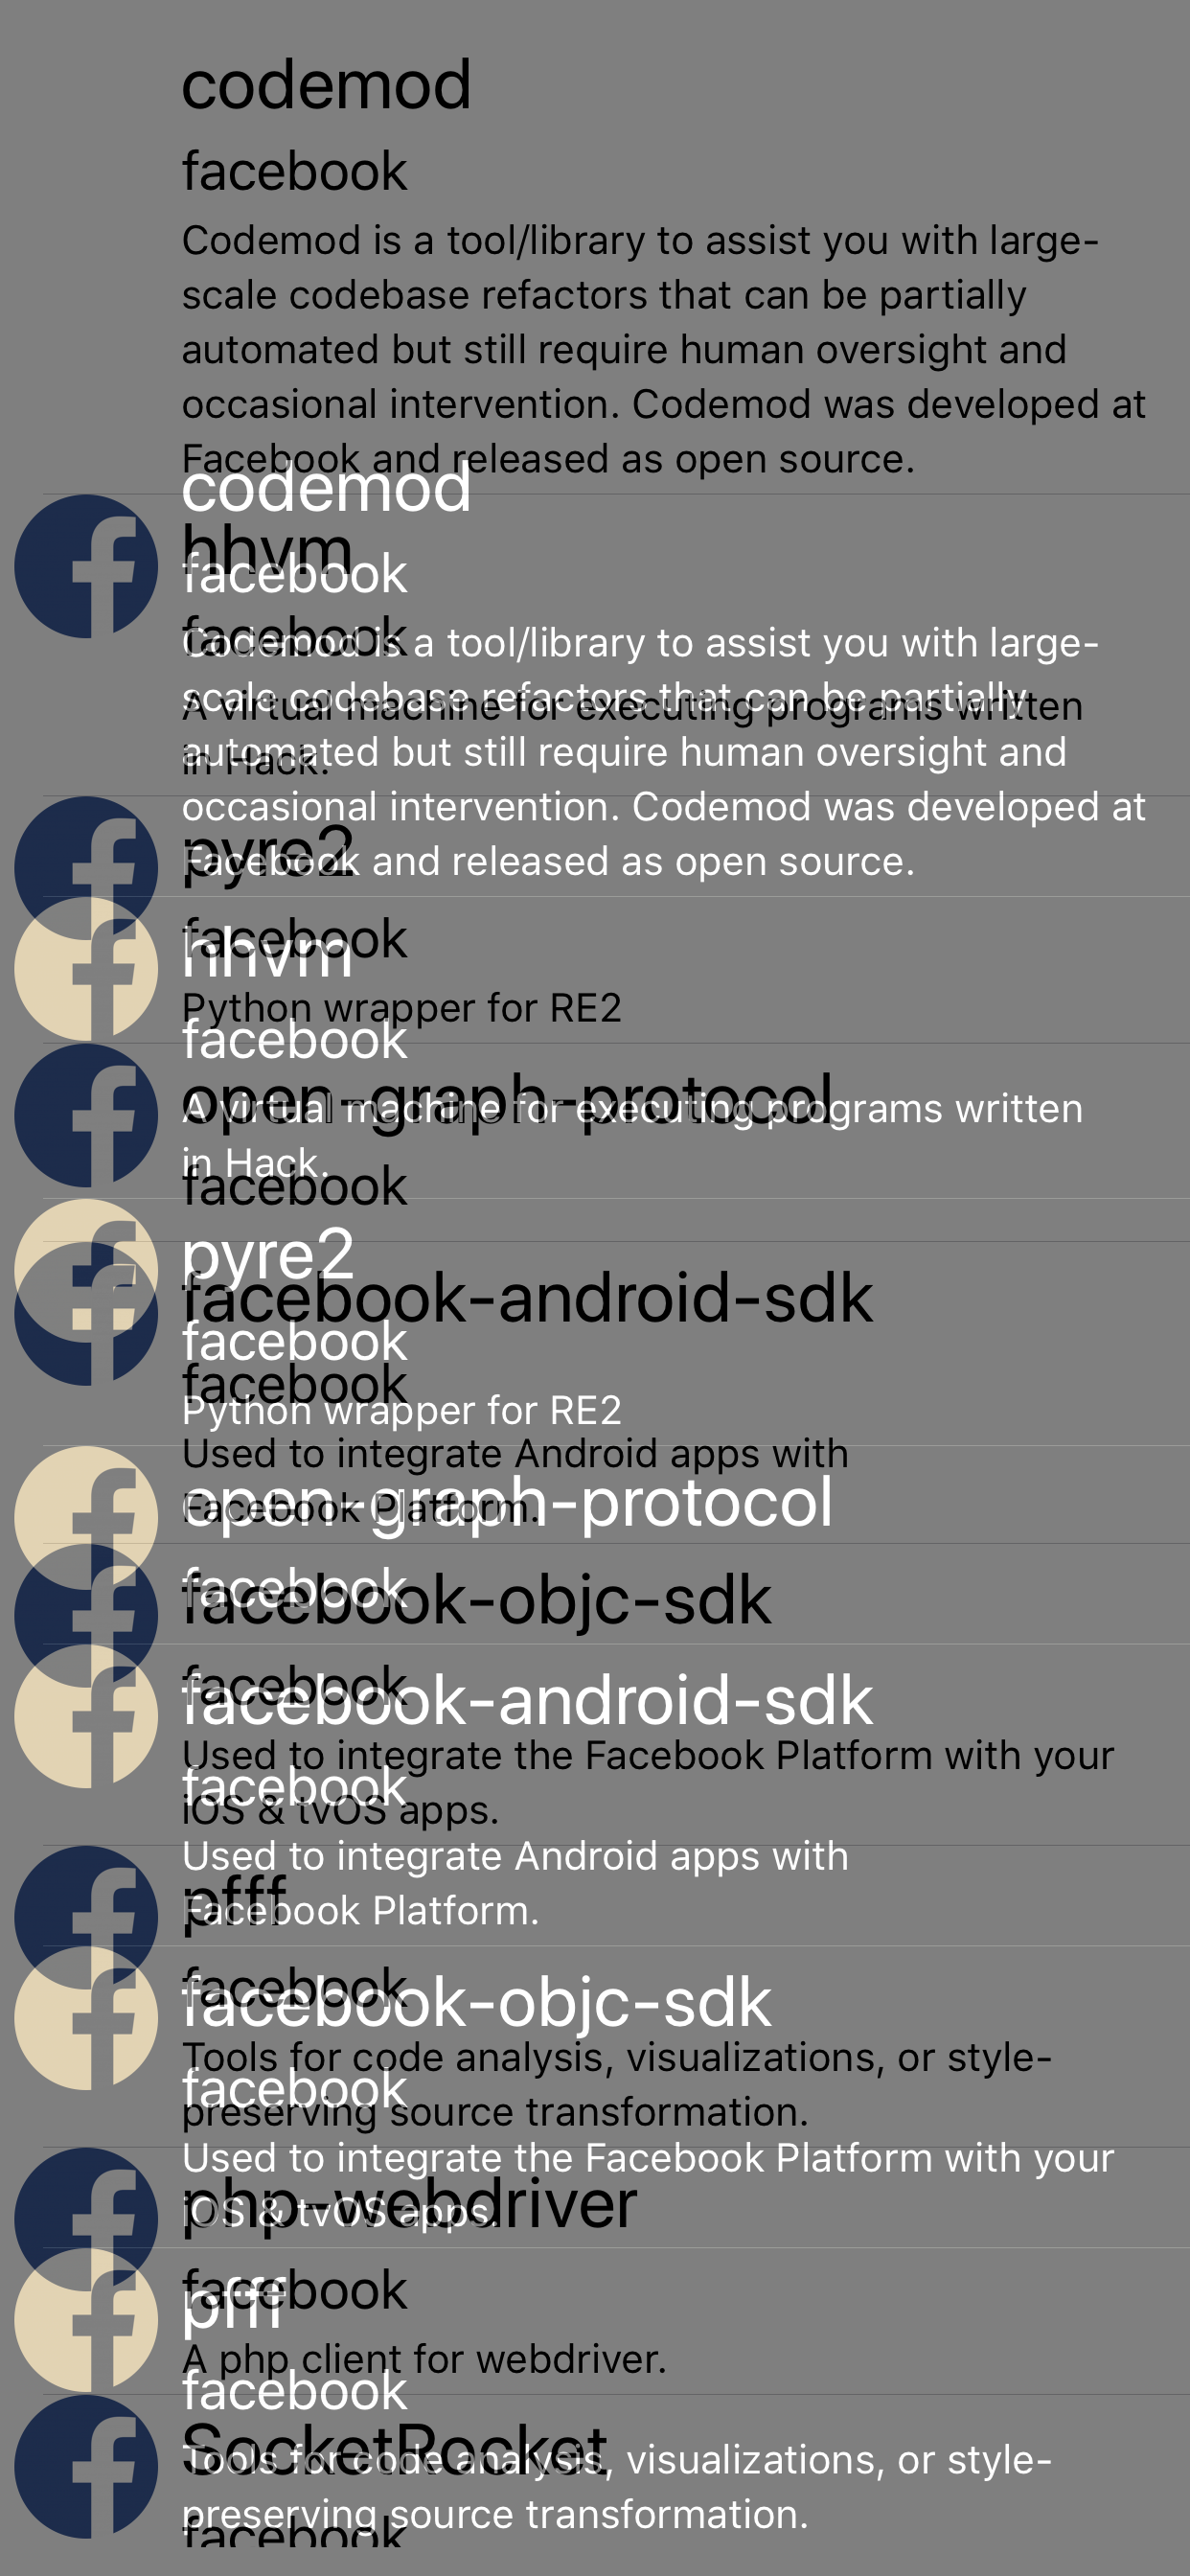 codemod
facebook
Codemod is a tool/library to assist you with large-
scale codebase refactors that can be partially
automated but still require human oversight and
occasional intervention. Codemod was developed at
Facebook and released as open source.
codemod
hhvm
facebook
facebook
Codemod is a tool/library to assist you with large-
scale codebase refactors that can be partially
A virtual machine for executing programs written
automated but still require human oversight and
in Hack.
occasional intervention. Codemod was developed at
pyre2
Facebook and released as open source.
facebook
hhvm
Python wrapper for RE2
facebook
open-graph-protocol
A virtual machine for executing programs written
in Hack.
facebook
pyre2
facebook-android-sdk
facebook
facebook
Python wrapper for RE2
Used to integrate Android apps with
open-graph-protocol
Facebook Platform.
facebook
facebook-objc-sdk
facebook
facebook-android-sdk
Used to integrate the Facebook Platform with your
facebook
iOS & tvOS apps.
Used to integrate Android apps with
pfff
Facebook Platform.
facebook
facebook-objc-sdk
Tools for code analysis, visualizations, or style-
facebook
preserving source transformation.
Used to integrate the Facebook Platform with your
php-webdriver
iOS & tvOS apps.
facebook
pfff
A php client for webdriver.
facebook
SocketRocket
Tools for code analysis, visualizations, or style-
preserving source transformation.
facebook